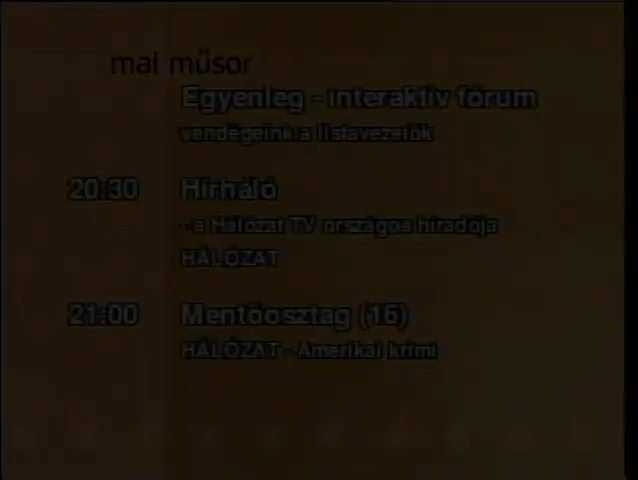 mai műsor
Egyenleg - interaktív fórum
vendégeink a listavezetők
20:30 Hírháló
- a Hálózat TV országos híradója
HÁLÓZAT
21:00 Mentőosztag (16)
HÁLÓZAT - Amerikai krimi